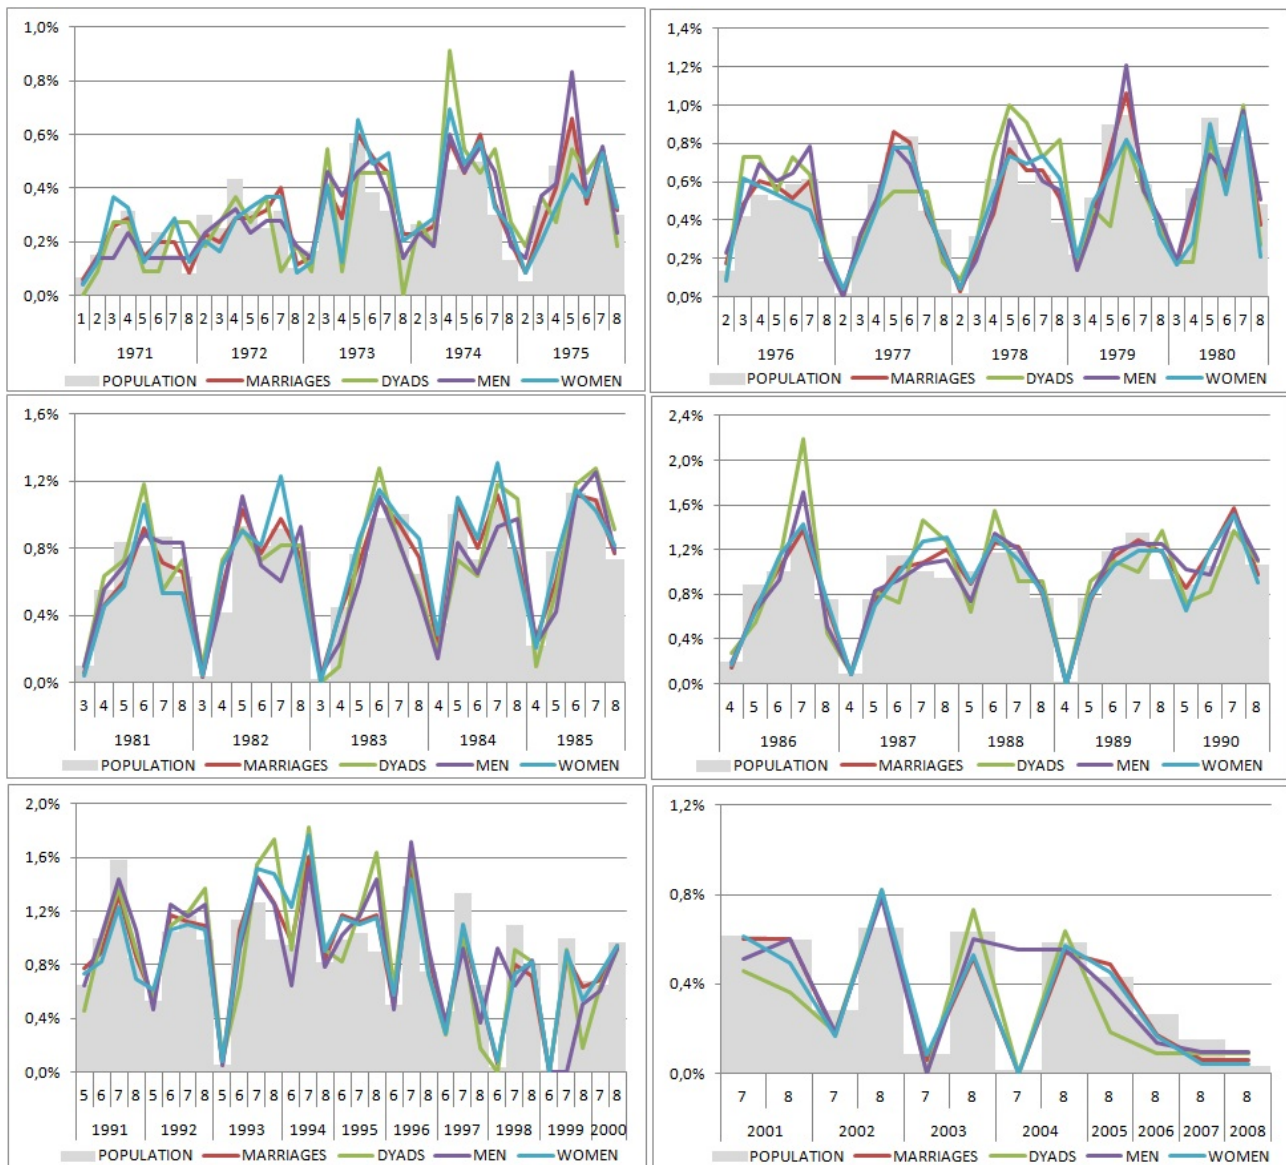 1,0%
0,8%
0,6%
0,4%
0,2%
0,0%
1 2 3 4 5 6 7 8 2 3 4 5 6 7 8 2 3 4 5 6 7 8 2 3 4 5 6 7 8 2 3 4 5 6 7 8
1971 1972 1973 1974 1975
POPULATION MARRIAGES DYADS MEN WOMEN
1,4%
1,2%
1,0%
0,8%
0,6%
0,4%
0,2%
0,0%
2 3 4 5 6 7 8 2 3 4 5 6 7 8 2 3 4 5 6 7 8 3 4 5 6 7 8 3 4 5 6 7 8
1976 1977 1978 1979 1980
POPULATION MARRIAGES DYADS MEN WOMEN
1,6%
1,2%
0,8%
0,4%
0,0%
3 4 5 6 7 8 3 4 5 6 7 8 3 4 5 6 7 8 4 5 6 7 8 4 5 6 7 8
1981 1982 1983 1984 1985
POPULATION MARRIAGES DYADS MEN WOMEN
2,4%
2,0%
1,6%
1,2%
0,8%
0,4%
0,0%
4 5 6 7 8 4 5 6 7 8 5 6 7 8 4 5 6 7 8 5 6 7 8
1986 1987 1988 1989 1990
POPULATION MARRIAGES DYADS MEN WOMEN
2,0%
1,6%
1,2%
0,8%
0,4%
0,0%
5 6 7 8 5 6 7 8 5 6 7 8 6 7 8 6 7 8 6 7 8 6 7 8 6 7 8 6 7 8 7 8
1991 1992 1993 1994 1995 1996 1997 1998 1999 2000
POPULATION MARRIAGES DYADS MEN WOMEN
1,2%
0,8%
0,4%
0,0%
7 8 7 8 7 8 7 8 8 8 8 8
2001 2002 2003 2004 2005 2006 2007 2008
POPULATION MARRIAGES DYADS MEN WOMEN